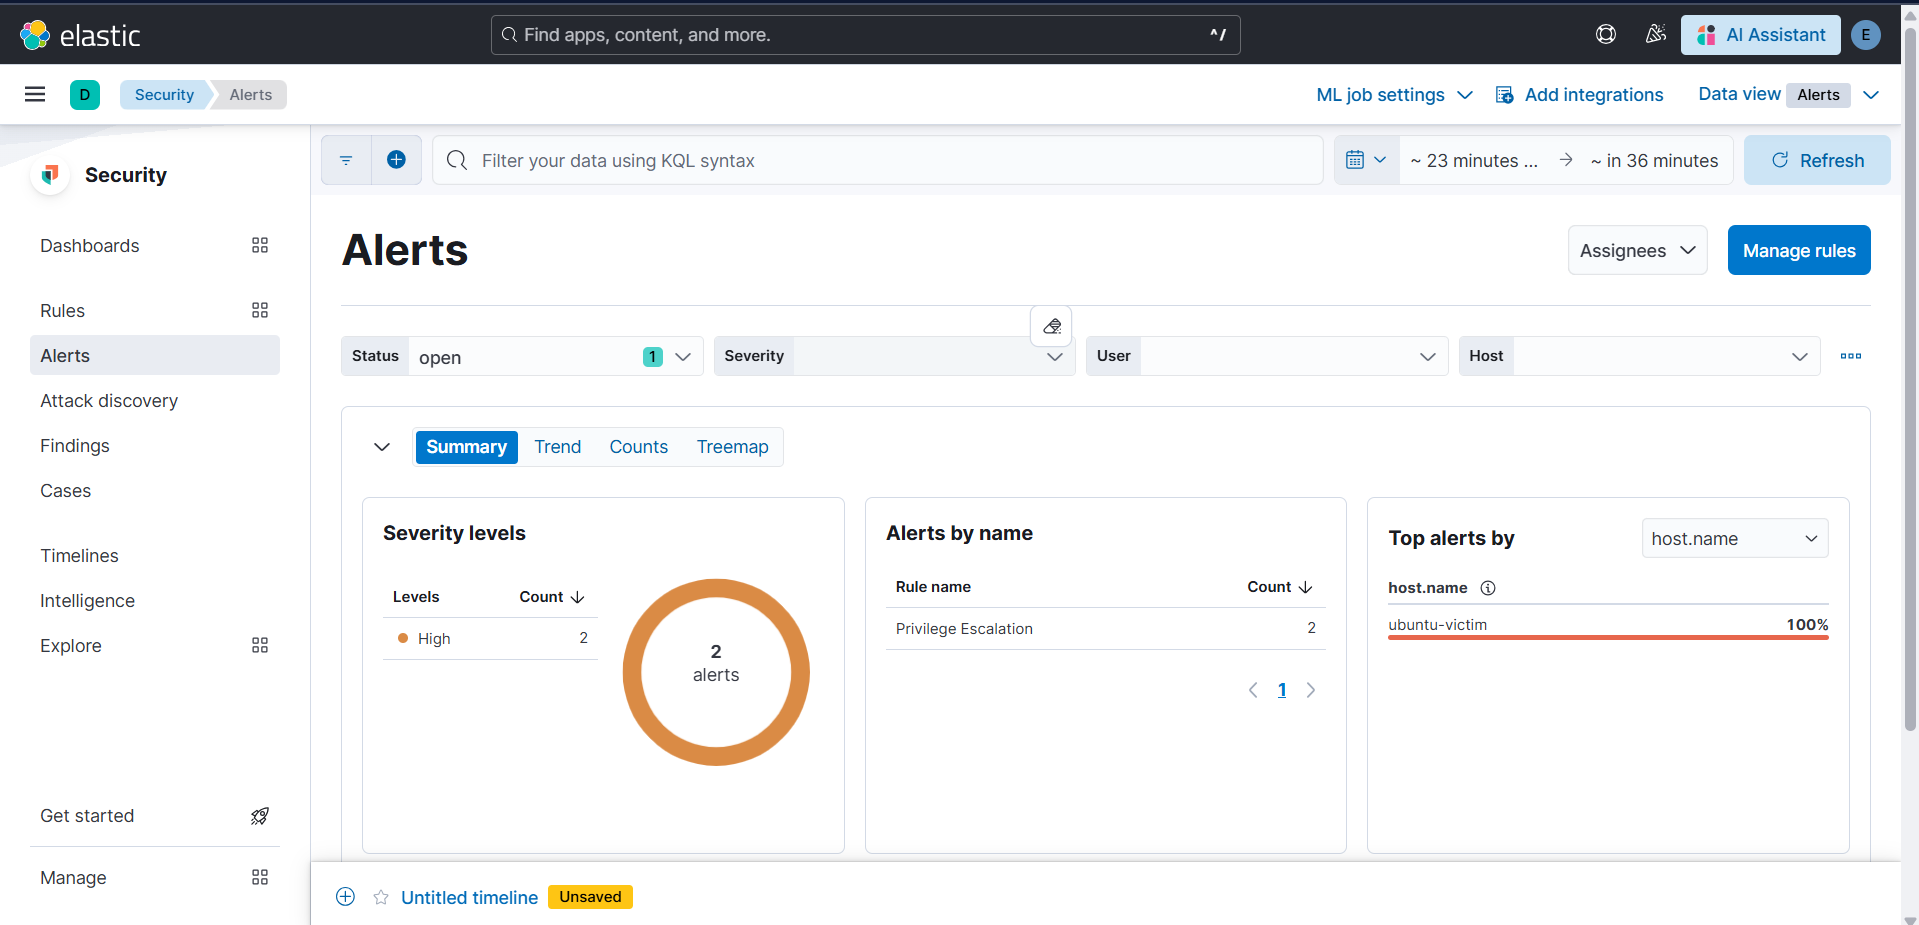 elastic
Find apps, content, and more.
^/
AI Assistant
E
D
Security
Alerts
ML job settings
Add integrations
Data view
Alerts
Security
Filter your data using KQL syntax
~ 23 minutes ...
~ in 36 minutes
Refresh
Dashboards
Rules
Alerts
Attack discovery
Findings
Cases
Timelines
Intelligence
Explore
Get started
Manage
Alerts
Assignees
Manage rules
Status
open
1
Severity
User
Host
Summary
Trend
Counts
Treemap
Severity levels
Levels
Count
High
2
2
alerts
Alerts by name
Rule name
Count
Privilege Escalation
2
1
Top alerts by
host.name
host.name
ubuntu-victim
100%
Untitled timeline
Unsaved